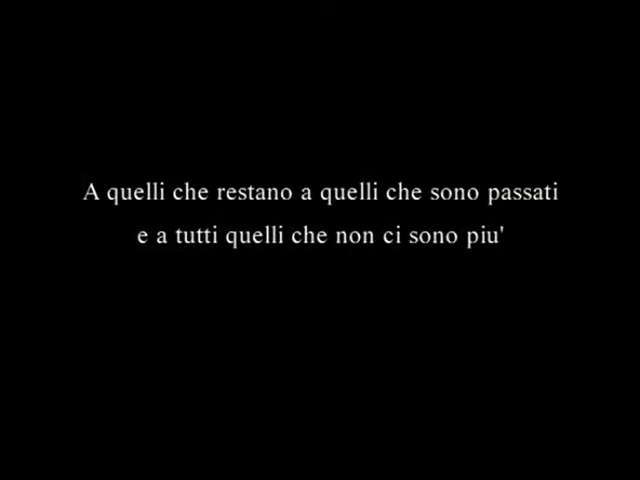 A quelli che restano a quelli che sono passati
e a tutti quelli che non ci sono piu'